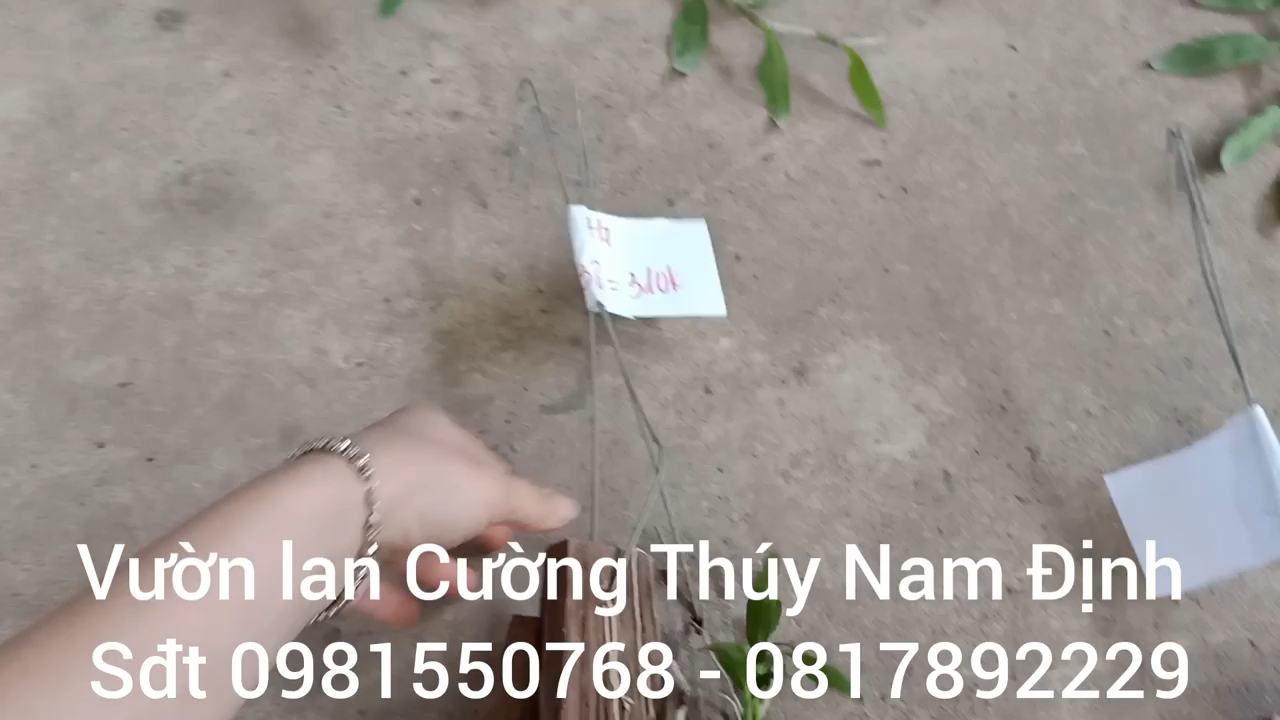 Vườn lan Cường Thúy Nam Định
Sđt 0981550768 - 0817892229